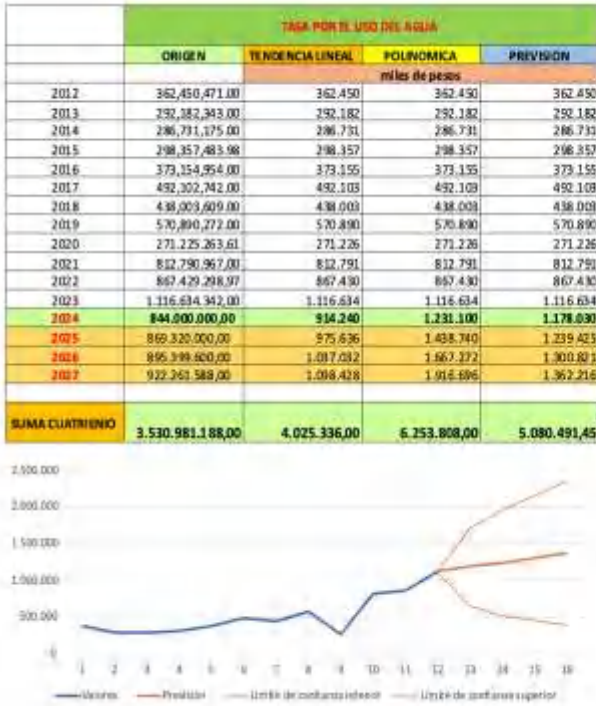 TASA POR EL USO DEL AGUA
ORIGEN TENDENCIA LINEAL POLINOMICA PREVISION
miles de pesos
2012 362,450,471.00 362.450 362.450 362.450
2013 292,182,343.00 292.182 292.182 292.182
2014 286,731,175.00 286.731 286.731 286.731
2015 298,357,483.98 298.357 298.357 298.357
2016 373,154,954.00 373.155 373.155 373.155
2017 492,102,742.00 492.103 492.103 492.103
2018 438,003,609.00 438.003 438.003 438.003
2019 570,890,272.00 570.890 570.890 570.890
2020 271.225.263,61 271.226 271.226 271.226
2021 812.790.967,00 812.791 812.791 812.791
2022 867.429.298,97 867.430 867.430 867.430
2023 1.116.634.342,00 1.116.634 1.116.634 1.116.634
2024 844.000.000,00 914.240 1.231.100 1.178.030
2025 869.320.000,00 975.636 1.438.740 1.239.425
2026 895.399.600,00 1.037.032 1.667.272 1.300.821
2027 922.261.588,00 1.098.428 1.916.696 1.362.216
SUMA CUATRIENIO 3.530.981.188,00 4.025.336,00 6.253.808,00 5.080.491,45
2.500.000
2.000.000
1.500.000
1.000.000
500.000
0
1 2 3 4 5 6 7 8 9 10 11 12 13 14 15 16
Valores Previsión Límite de confianza inferior Límite de confianza superior